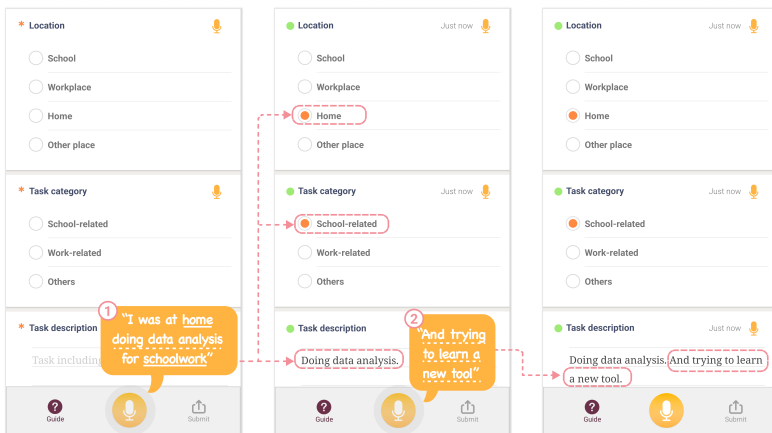 * Location
School
Workplace
Home
Other place
* Task category
School-related
Work-related
Others
* Task description
Task including
1
"I was at home
doing data analysis
for schoolwork"
?
Guide
Submit
Location
Just now
School
Workplace
Home
Other place
Task category
Just now
School-related
Work-related
Others
Task description
Doing data analysis.
2
"And trying
to learn a
new tool"
?
Guide
Submit
Location
Just now
School
Workplace
Home
Other place
Task category
Just now
School-related
Work-related
Others
Task description
Just now
Doing data analysis. And trying to learn
a new tool.
?
Guide
Submit